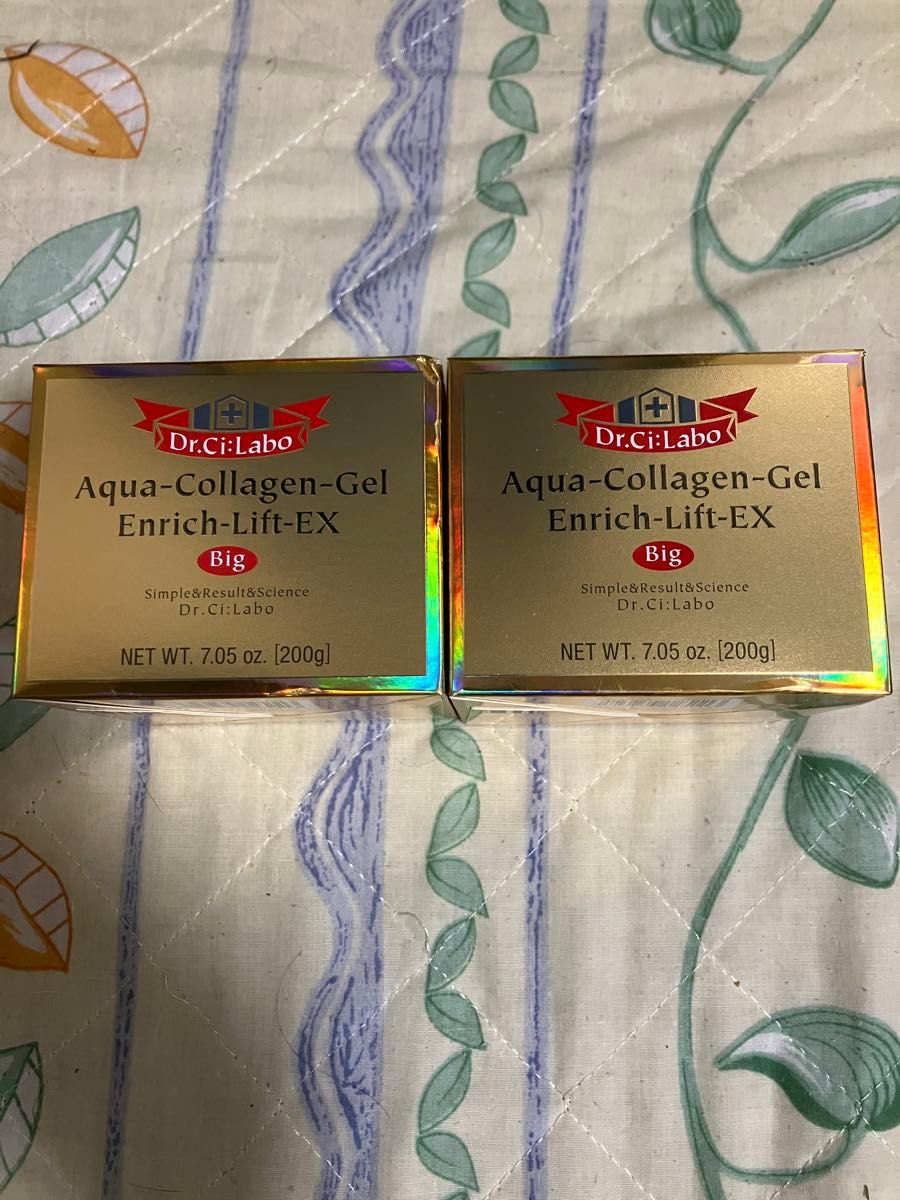 Dr.Ci:Labo
Aqua-Collagen-Gel
Enrich-Lift-EX
Big
Simple&Result&Science
Dr.Ci:Labo
NET WT. 7.05 oz. [200g]
Dr.Ci:Labo
Aqua-Collagen-Gel
Enrich-Lift-EX
Big
Simple&Result&Science
Dr.Ci:Labo
NET WT. 7.05 oz. [200g]